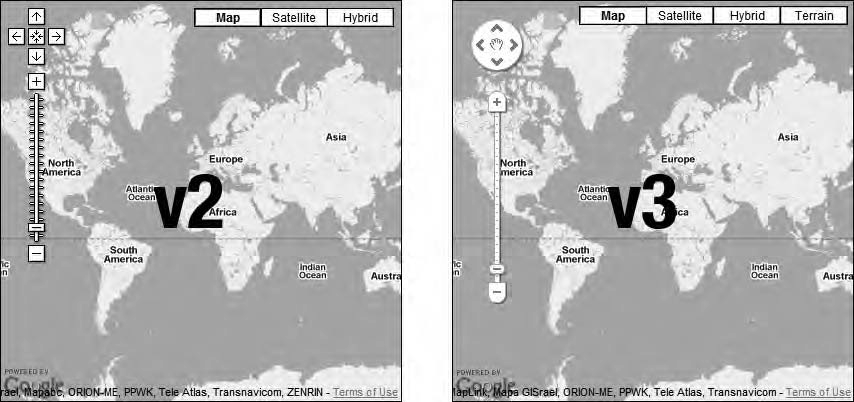 Map Satellite Hybrid
North
America
Europe
Asia
Atlantic
Ocean
v2
Africa
South
America
Indian
Ocean
Austra
POWERED BY
Google
rael, Mapabc, ORION-ME, PPWK, Tele Atlas, Transnavicom, ZENRIN - Terms of Use
Map Satellite Hybrid Terrain
North
America
Europe
Asia
Atlantic
Ocean
v3
Africa
South
America
Indian
Ocean
Austra
POWERED BY
Google
MapLink, Mapa GISrael, ORION-ME, PPWK, Tele Atlas, Transnavicom - Terms of Use